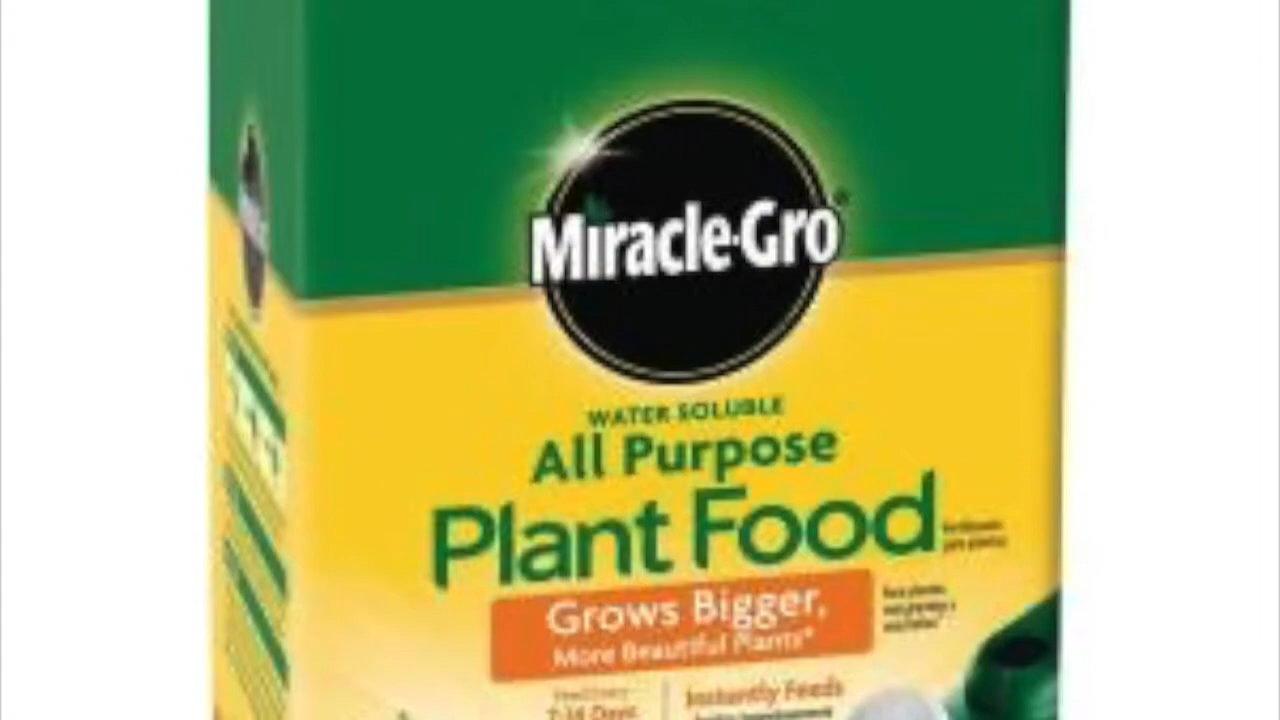 Miracle-Gro®
WATER SOLUBLE
All Purpose
Plant Food
Grows Bigger,
More Beautiful Plants*
Instantly Feeds